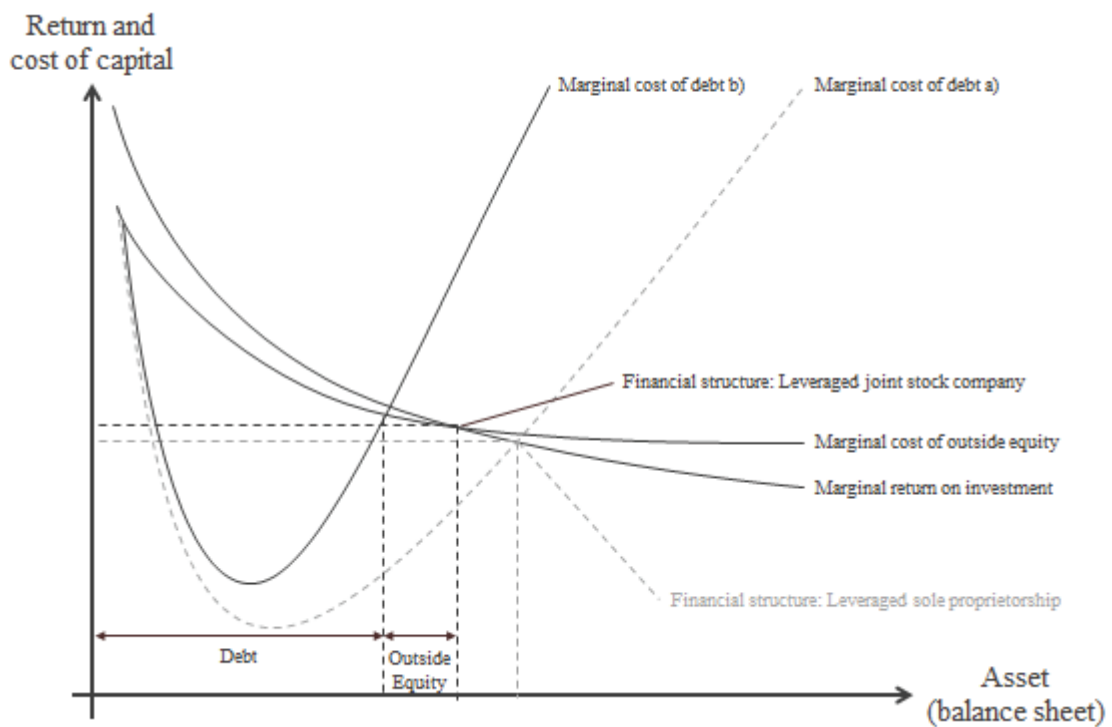 Return and
cost of capital
Marginal cost of debt b)
Marginal cost of debt a)
Financial structure: Leveraged joint stock company
Marginal cost of outside equity
Marginal return on investment
Financial structure: Leveraged sole proprietorship
Debt
Outside
Equity
Asset
(balance sheet)